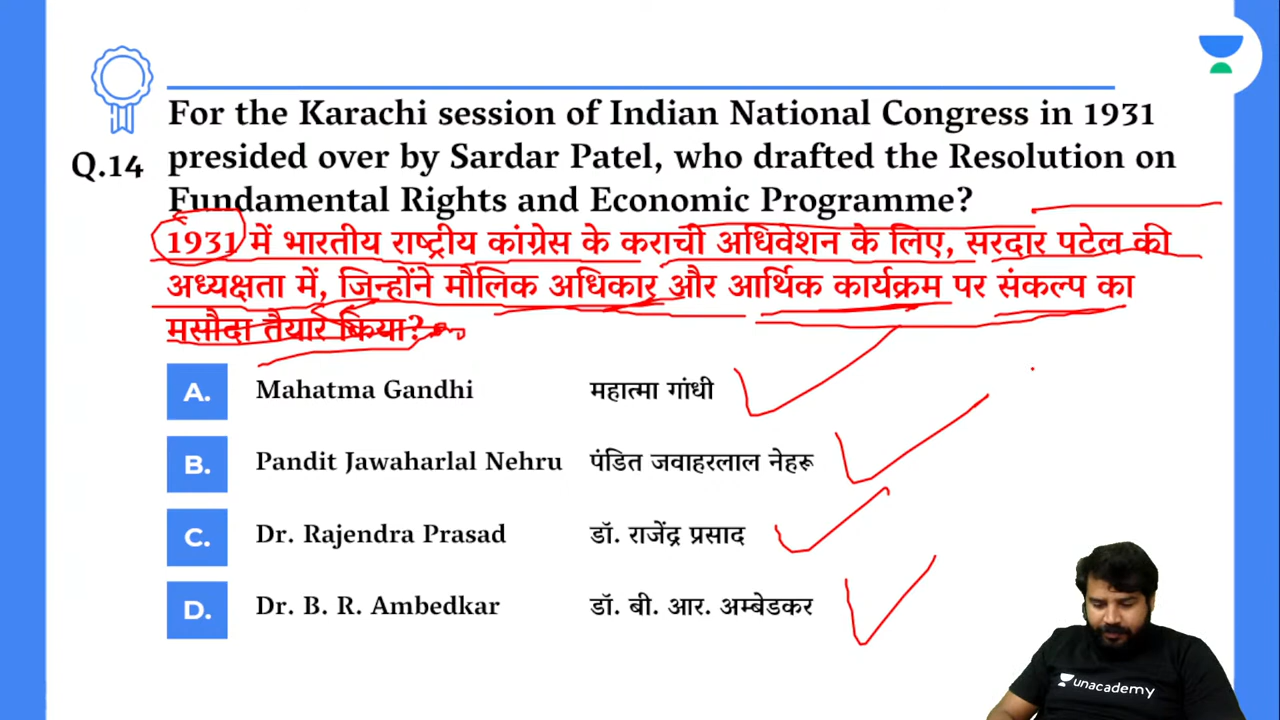 For the Karachi session of Indian National Congress in 1931
Q.14 presided over by Sardar Patel, who drafted the Resolution on
Fundamental Rights and Economic Programme?
1931 में भारतीय राष्ट्रीय कांग्रेस के कराची अधिवेशन के लिए, सरदार पटेल की
अध्यक्षता में, जिन्होंने मौलिक अधिकार और आर्थिक कार्यक्रम पर संकल्प का
मसौदा तैयार किया?
A. Mahatma Gandhi महात्मा गांधी
B. Pandit Jawaharlal Nehru पंडित जवाहरलाल नेहरू
C. Dr. Rajendra Prasad डॉ. राजेंद्र प्रसाद
D. Dr. B. R. Ambedkar डॉ. बी. आर. अम्बेडकर
unacademy